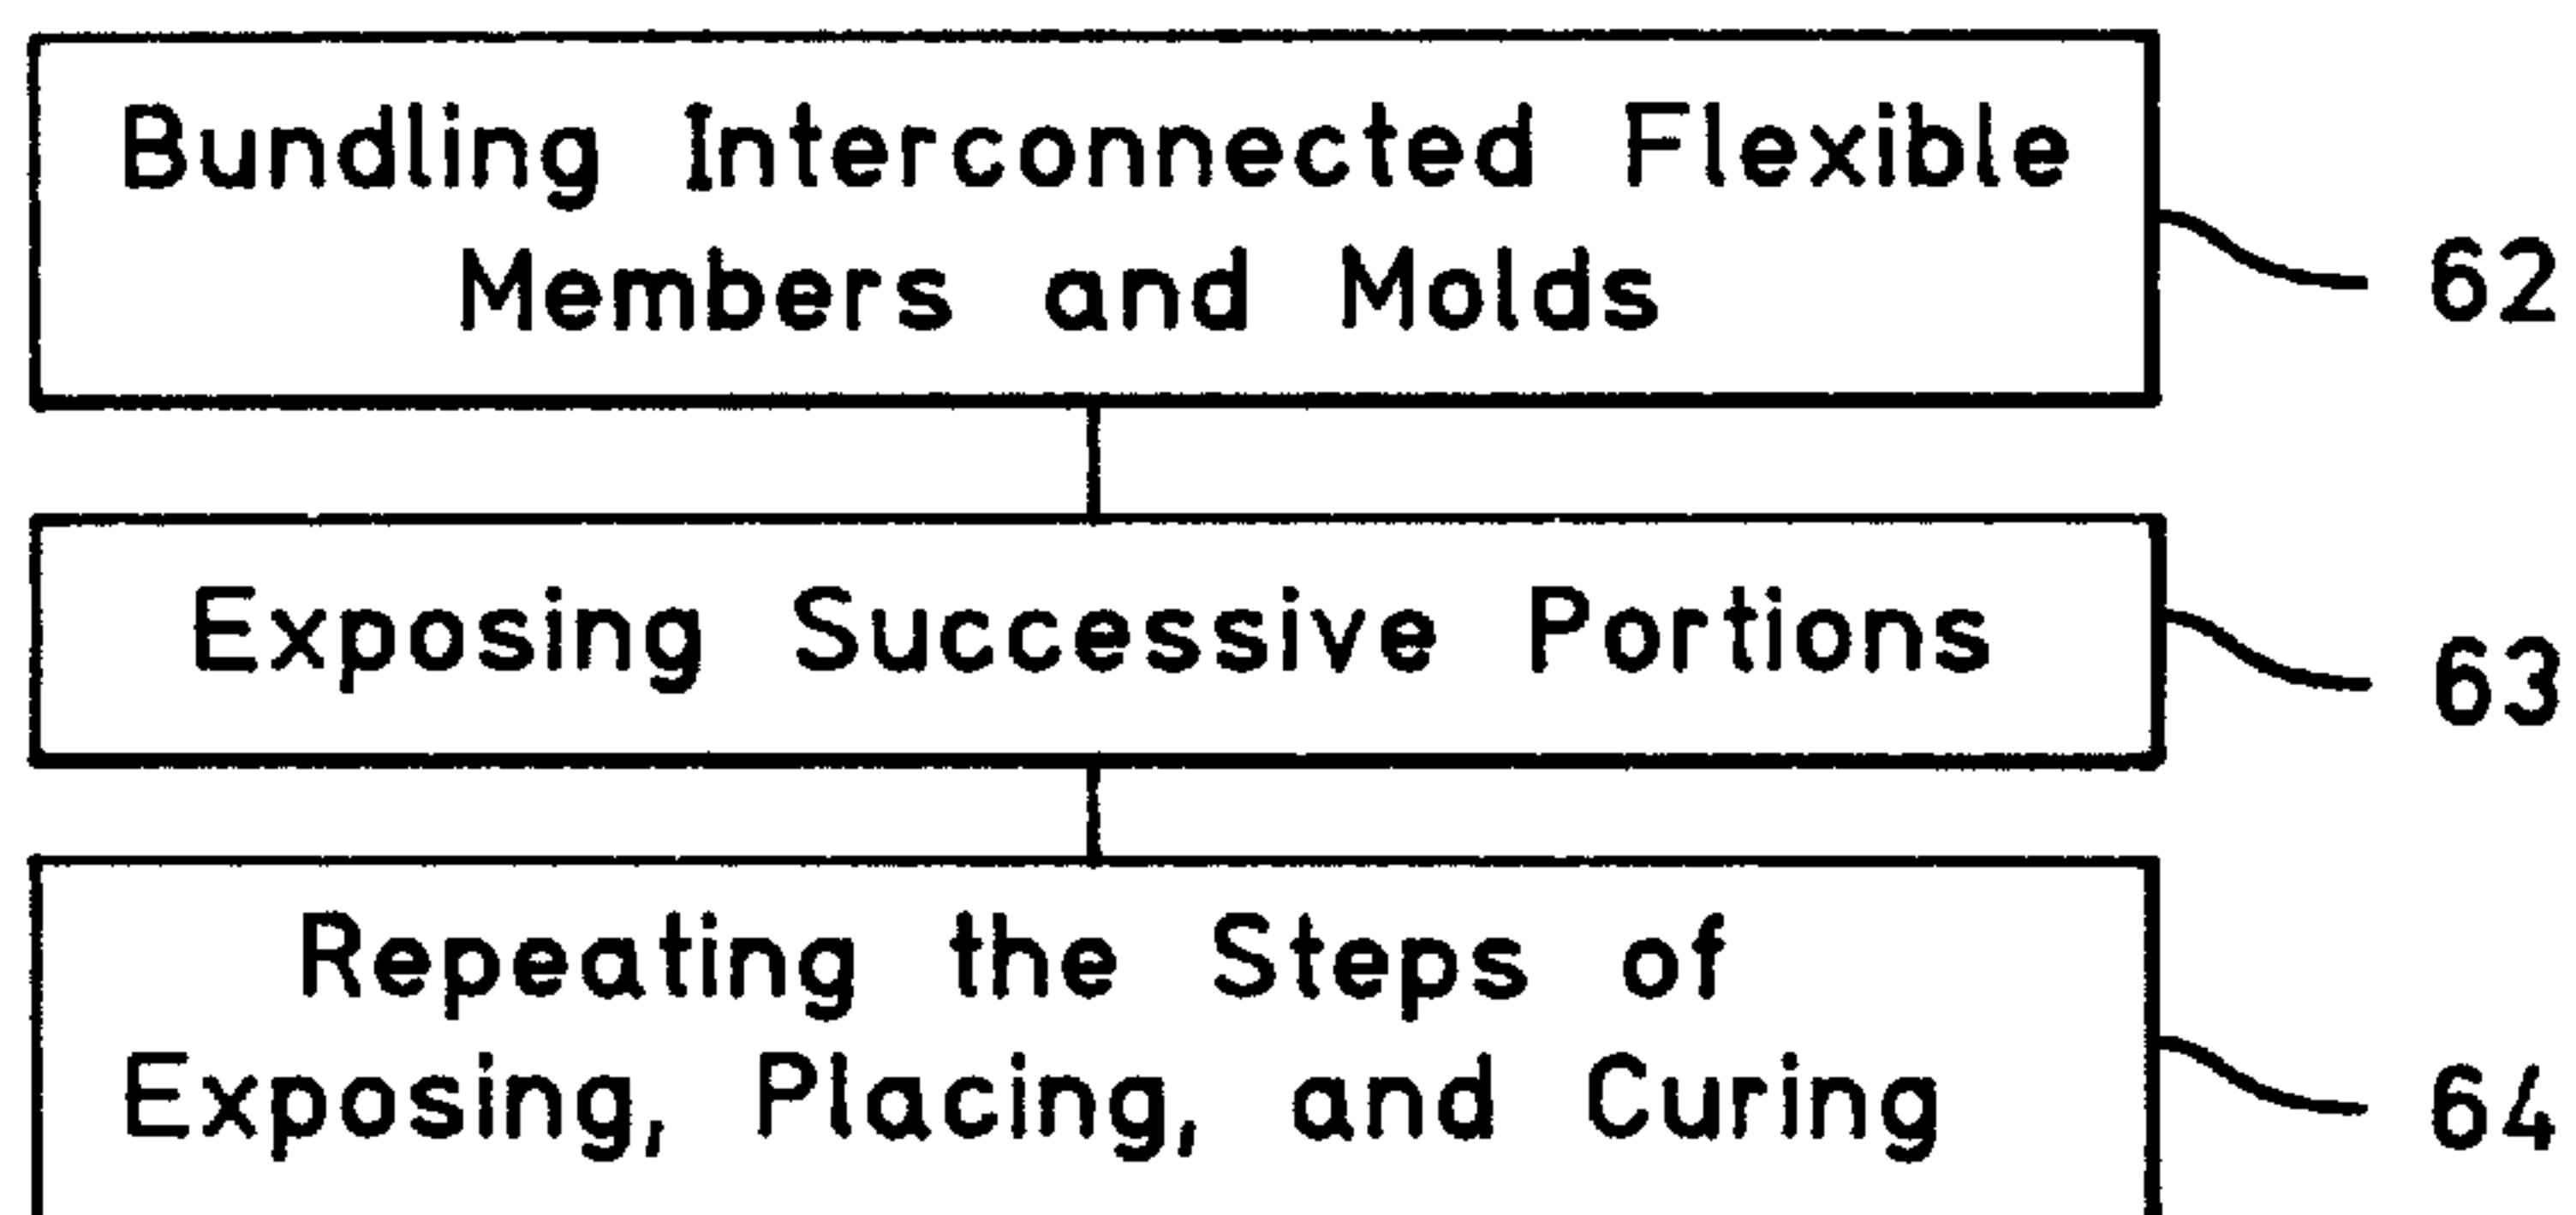 Bundling Interconnected Flexible
Members and Molds
62
Exposing Successive Portions
63
Repeating the Steps of
Exposing, Placing, and Curing
64